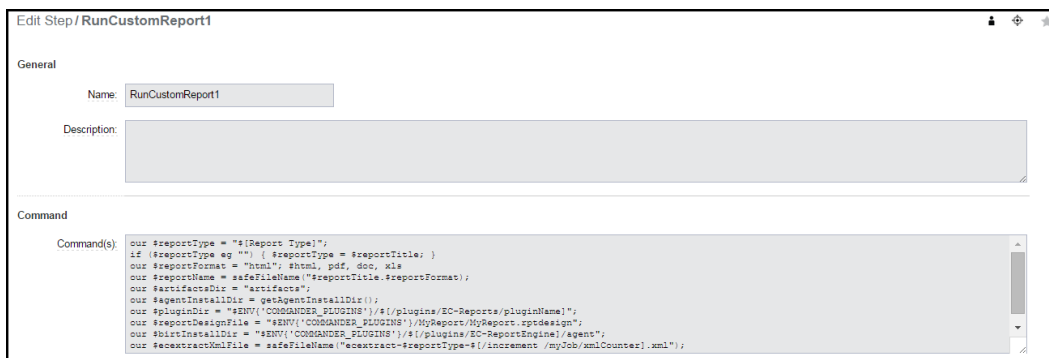 Edit Step / RunCustomReport1
General
Name: RunCustomReport1
Description:
Command
Command(s): our $reportType = "$[Report Type]";
if ($reportType eq "") { $reportType = $reportTitle; }
our $reportFormat = "html"; #html, pdf, doc, xls
our $reportName = safeFileName("$reportTitle.$reportFormat);
our $artifactsDir = "artifacts";
our $agentInstallDir = getAgentInstallDir();
our $pluginDir = "$ENV{'COMMANDER_PLUGINS'}/$[/plugins/EC-Reports/pluginName]";
our $reportDesignFile = "$ENV{'COMMANDER_PLUGINS'}/MyReport/MyReport.rptdesign";
our $birtInstallDir = "$ENV{'COMMANDER_PLUGINS'}/$[/plugins/EC-ReportEngine]/agent";
our $ecextractXmlFile = safeFileName("ecextract-$reportType-$[/increment /myJob/xmlCounter].xml");